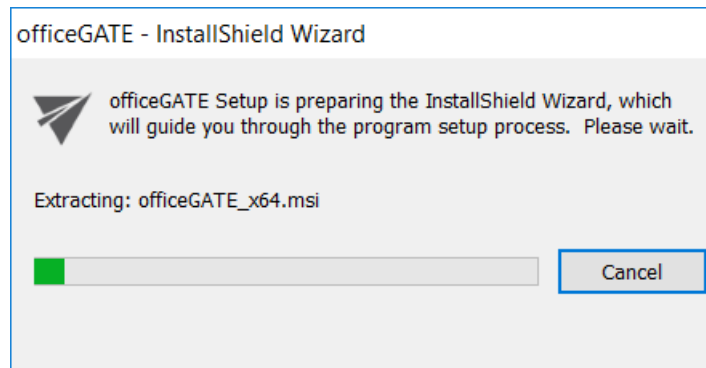 officeGATE - InstallShield Wizard
officeGATE Setup is preparing the InstallShield Wizard, which
will guide you through the program setup process.  Please wait.
Extracting: officeGATE_x64.msi
Cancel